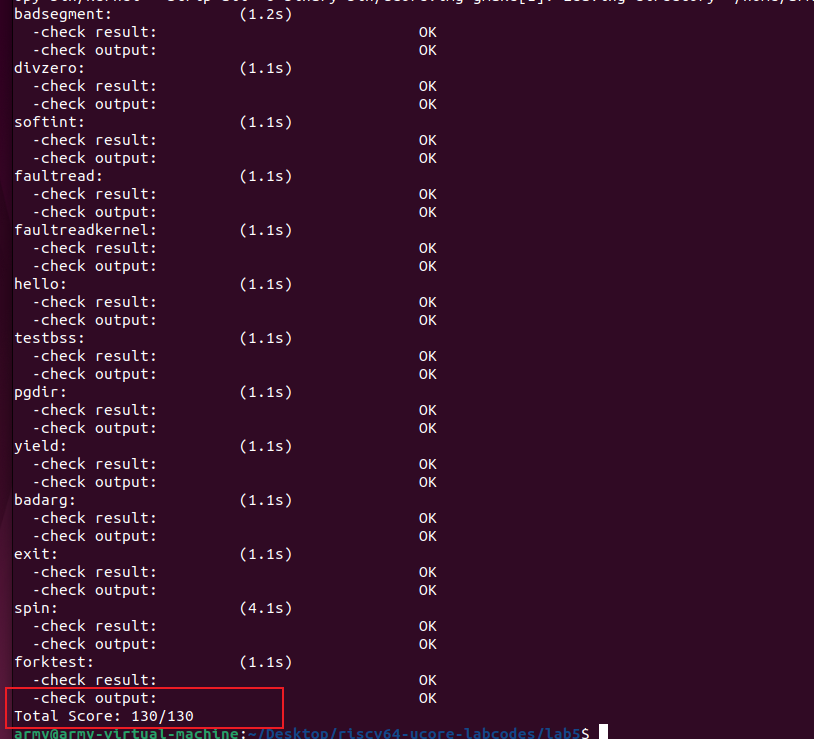 badsegment: (1.2s)
-check result: OK
-check output: OK
divzero: (1.1s)
-check result: OK
-check output: OK
softint: (1.1s)
-check result: OK
-check output: OK
faultread: (1.1s)
-check result: OK
-check output: OK
faultreadkernel: (1.1s)
-check result: OK
-check output: OK
hello: (1.1s)
-check result: OK
-check output: OK
testbss: (1.1s)
-check result: OK
-check output: OK
pgdir: (1.1s)
-check result: OK
-check output: OK
yield: (1.1s)
-check result: OK
-check output: OK
badarg: (1.1s)
-check result: OK
-check output: OK
exit: (1.1s)
-check result: OK
-check output: OK
spin: (4.1s)
-check result: OK
-check output: OK
forktest: (1.1s)
-check result: OK
-check output: OK
Total Score: 130/130
army@army-virtual-machine:~/Desktop/riscv64-ucore-labcodes/lab5$